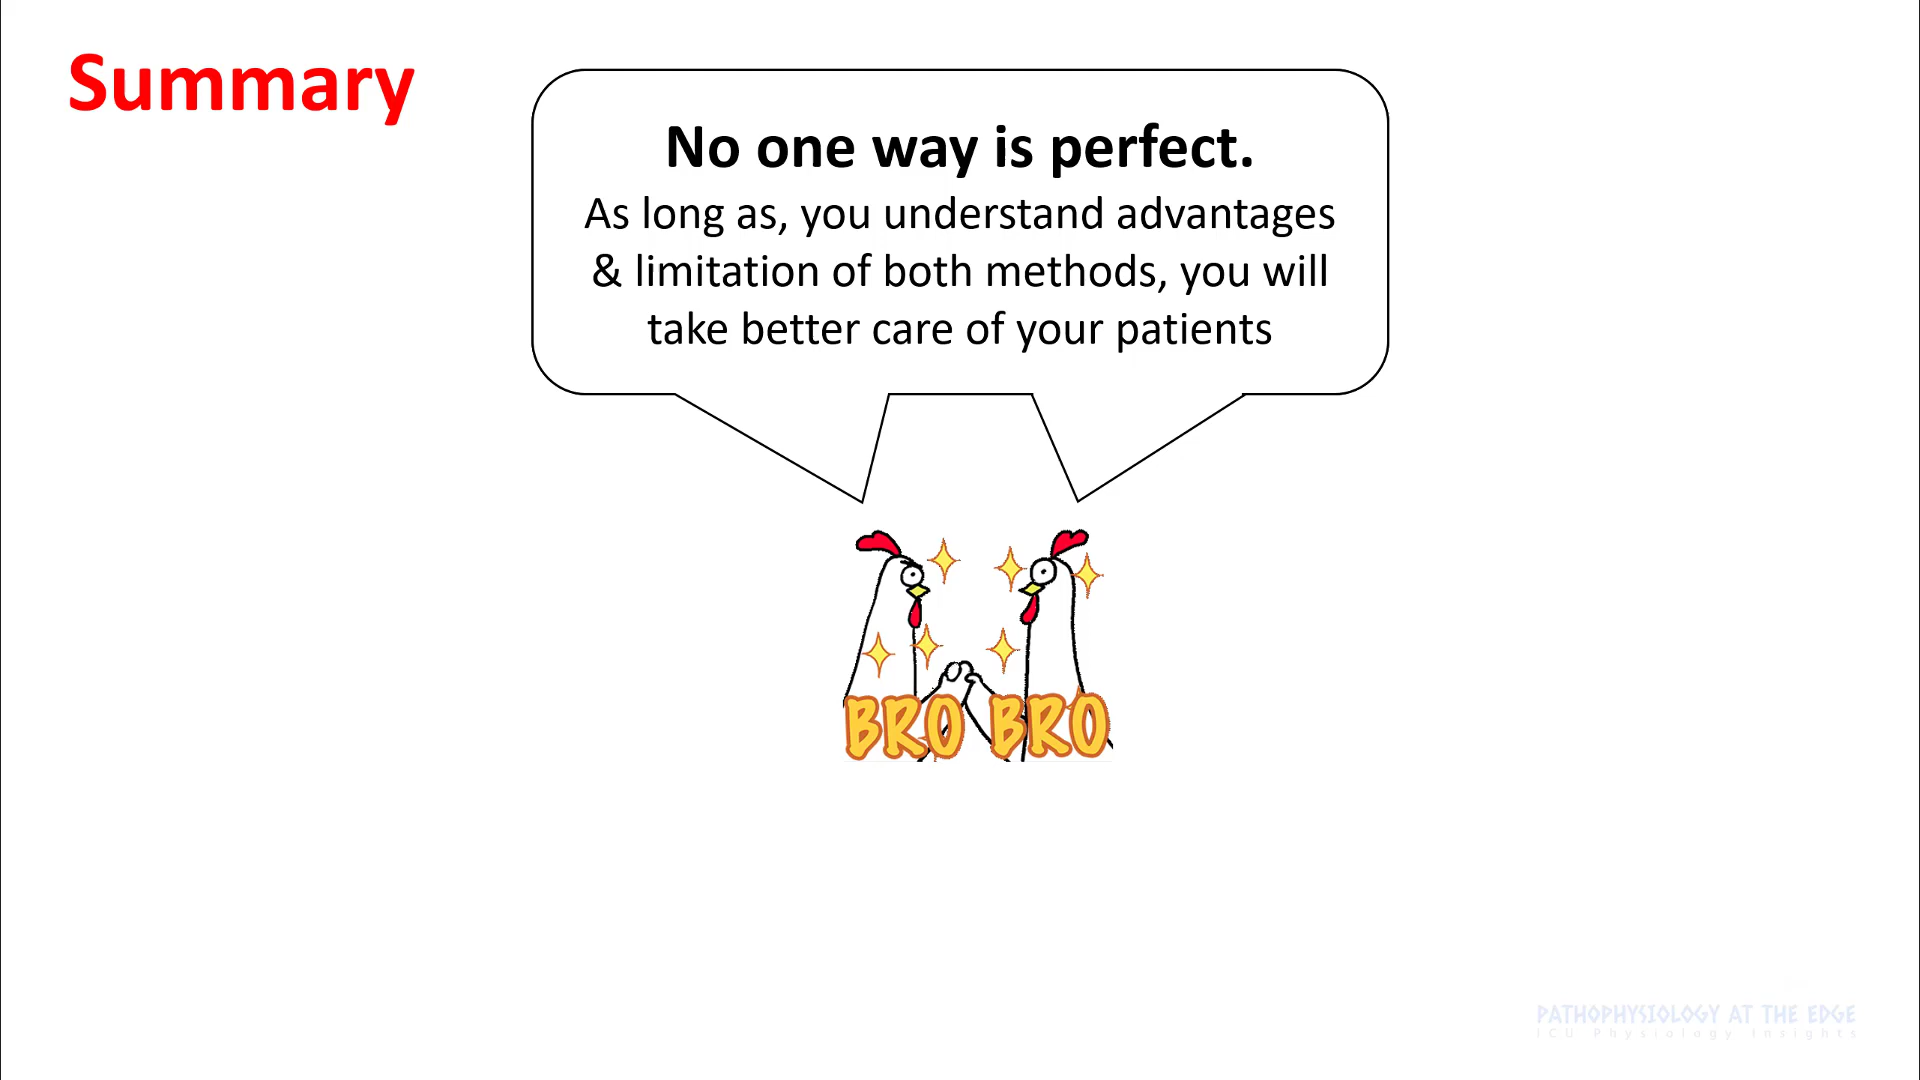 Summary
No one way is perfect.
As long as, you understand advantages
& limitation of both methods, you will
take better care of your patients
BRO BRO
PATHOPHYSIOLOGY AT THE EDGE
ICU Physiology Insights